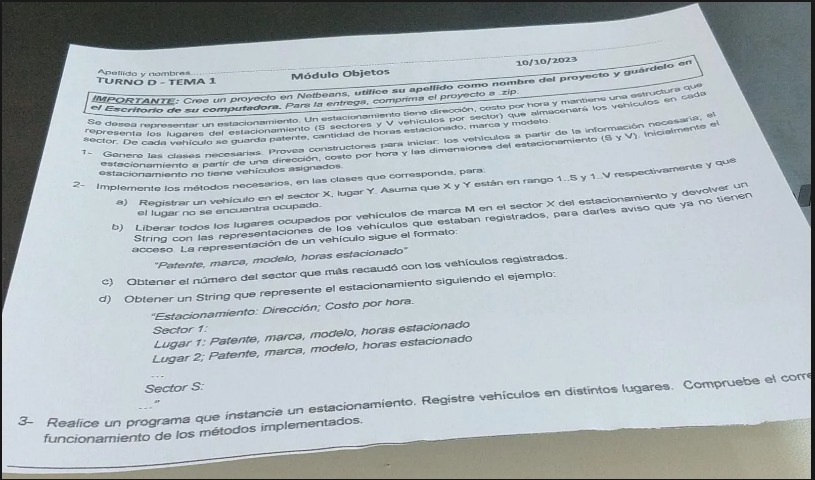 Apellido y nombres
TURNO D - TEMA 1 Módulo Objetos 10/10/2023
IMPORTANTE: Cree un proyecto en Netbeans, utilice su apellido como nombre del proyecto y guárdelo en
el Escritorio de su computadora. Para la entrega, comprima el proyecto a .zip.
Se desea representar un estacionamiento. Un estacionamiento tiene dirección, costo por hora y mantiene una estructura que
representa los lugares del estacionamiento (S sectores y V vehículos por sector) que almacenará los vehículos en cada
sector. De cada vehículo se guarda patente, cantidad de horas estacionado, marca y modelo.
1- Genere las clases necesarias. Provea constructores para iniciar: los vehículos a partir de la información necesaria; el
estacionamiento a partir de una dirección, costo por hora y las dimensiones del estacionamiento (S y V). Inicialmente el
estacionamiento no tiene vehículos asignados.
2- Implemente los métodos necesarios, en las clases que corresponda, para:
a) Registrar un vehículo en el sector X, lugar Y. Asuma que X y Y están en rango 1..S y 1..V respectivamente y que
el lugar no se encuentra ocupado.
b) Liberar todos los lugares ocupados por vehículos de marca M en el sector X del estacionamiento y devolver un
String con las representaciones de los vehículos que estaban registrados, para darles aviso que ya no tienen
acceso. La representación de un vehículo sigue el formato:
"Patente, marca, modelo, horas estacionado"
c) Obtener el número del sector que más recaudó con los vehículos registrados.
d) Obtener un String que represente el estacionamiento siguiendo el ejemplo:
"Estacionamiento: Dirección; Costo por hora.
Sector 1:
Lugar 1: Patente, marca, modelo, horas estacionado
Lugar 2; Patente, marca, modelo, horas estacionado
...
Sector S:
... "
3- Realice un programa que instancie un estacionamiento. Registre vehículos en distintos lugares. Compruebe el corre
funcionamiento de los métodos implementados.